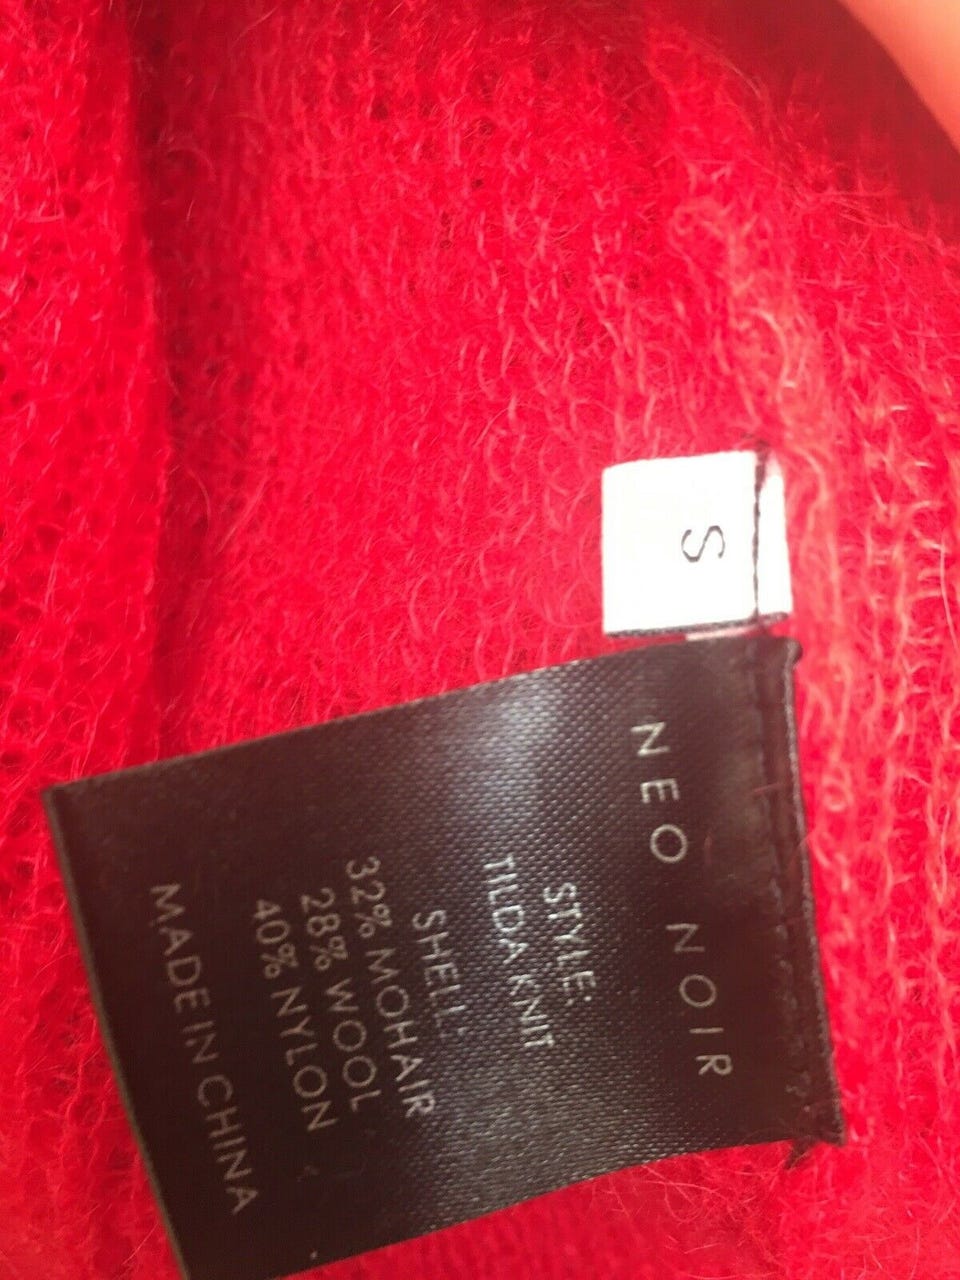 S
NEO NOIR
STYLE:
TILDA KNIT
SHELL:
32% MOHAIR
28% WOOL
40% NYLON
MADE IN CHINA